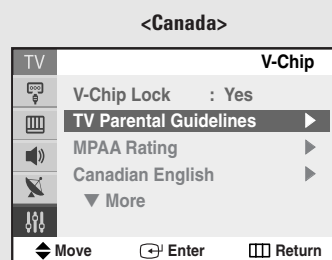 <Canada>
TV V-Chip
V-Chip Lock : Yes
TV Parental Guidelines ▶
MPAA Rating ▶
Canadian English ▶
▼ More
Move Enter Return